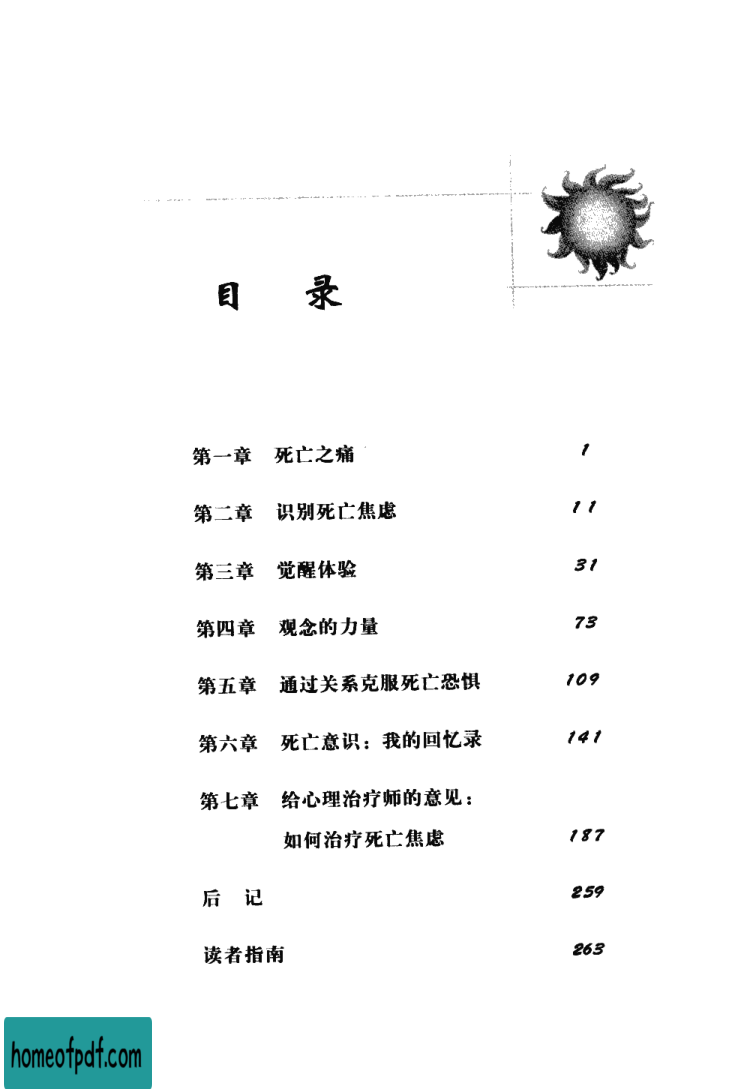 目 录
第一章 死亡之痛 1
第二章 识别死亡焦虑 11
第三章 觉醒体验 31
第四章 观念的力量 73
第五章 通过关系克服死亡恐惧 109
第六章 死亡意识：我的回忆录 141
第七章 给心理治疗师的意见：
如何治疗死亡焦虑 187
后 记 259
读者指南 263
homeofpdf.com